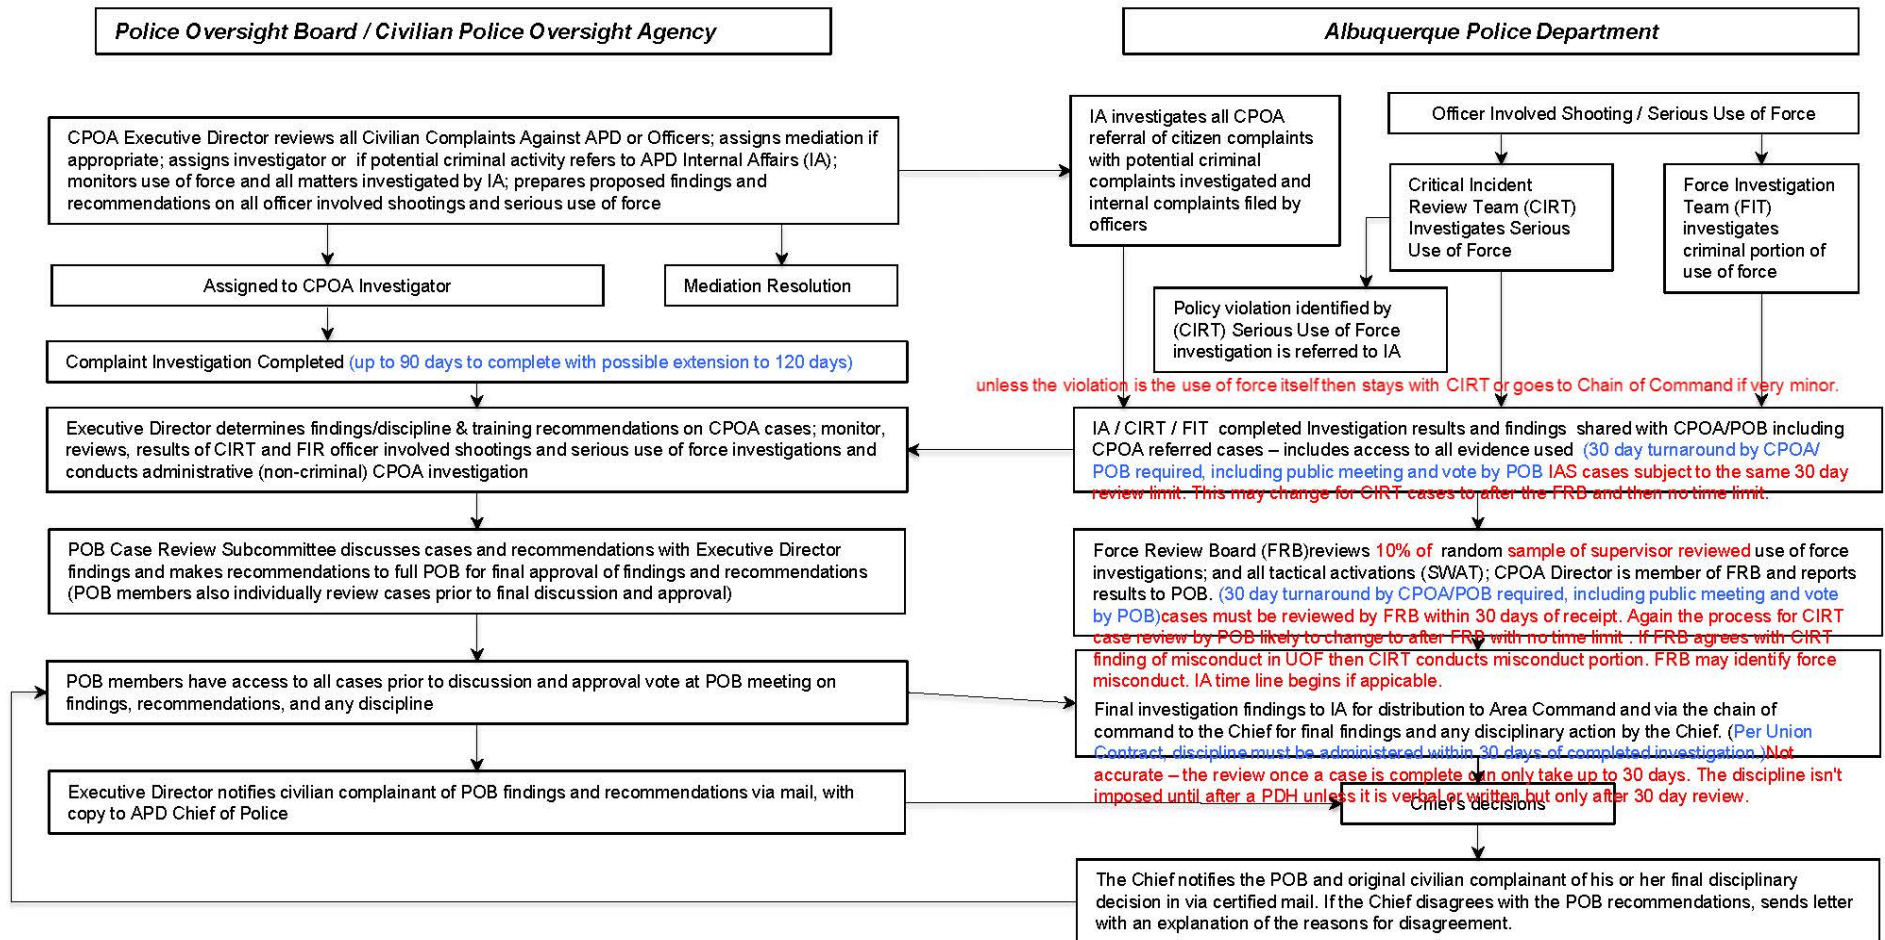 Police Oversight Board / Civilian Police Oversight Agency
Albuquerque Police Department
CPOA Executive Director reviews all Civilian Complaints Against APD or Officers; assigns mediation if
appropriate; assigns investigator or if potential criminal activity refers to APD Internal Affairs (IA);
monitors use of force and all matters investigated by IA; prepares proposed findings and
recommendations on all officer involved shootings and serious use of force
Assigned to CPOA Investigator
Mediation Resolution
Complaint Investigation Completed (up to 90 days to complete with possible extension to 120 days)
Executive Director determines findings/discipline & training recommendations on CPOA cases; monitor,
reviews, results of CIRT and FIR officer involved shootings and serious use of force investigations and
conducts administrative (non-criminal) CPOA investigation
POB Case Review Subcommittee discusses cases and recommendations with Executive Director
findings and makes recommendations to full POB for final approval of findings and recommendations
(POB members also individually review cases prior to final discussion and approval)
POB members have access to all cases prior to discussion and approval vote at POB meeting on
findings, recommendations, and any discipline
Executive Director notifies civilian complainant of POB findings and recommendations via mail, with
copy to APD Chief of Police
IA investigates all CPOA
referral of citizen complaints
with potential criminal
complaints investigated and
internal complaints filed by
officers
Officer Involved Shooting / Serious Use of Force
Critical Incident
Review Team (CIRT)
Investigates Serious
Use of Force
Force Investigation
Team (FIT)
investigates
criminal portion of
use of force
Policy violation identified by
(CIRT) Serious Use of Force
investigation is referred to IA
unless the violation is the use of force itself then stays with CIRT or goes to Chain of Command if very minor.
IA / CIRT / FIT completed Investigation results and findings shared with CPOA/POB including
CPOA referred cases – includes access to all evidence used (30 day turnaround by CPOA/
POB required, including public meeting and vote by POB IAS cases subject to the same 30 day
review limit. This may change for CIRT cases to after the FRB and then no time limit.
Force Review Board (FRB)reviews 10% of random sample of supervisor reviewed use of force
investigations; and all tactical activations (SWAT); CPOA Director is member of FRB and reports
results to POB. (30 day turnaround by CPOA/POB required, including public meeting and vote
by POB)cases must be reviewed by FRB within 30 days of receipt. Again the process for CIRT
case review by POB likely to change to after FRB with no time limit . If FRB agrees with CIRT
finding of misconduct in UOF then CIRT conducts misconduct portion. FRB may identify force
misconduct. IA time line begins if appicable.
Final investigation findings to IA for distribution to Area Command and via the chain of
command to the Chief for final findings and any disciplinary action by the Chief. (Per Union
Contract, discipline must be administered within 30 days of completed investigation.)Not
accurate – the review once a case is complete can only take up to 30 days. The discipline isn't
imposed until after a PDH unless it is verbal or written but only after 30 day review.
Chief's decisions
The Chief notifies the POB and original civilian complainant of his or her final disciplinary
decision in via certified mail. If the Chief disagrees with the POB recommendations, sends letter
with an explanation of the reasons for disagreement.